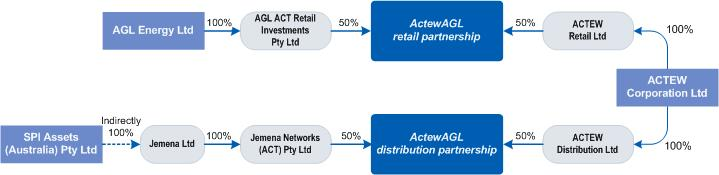 AGL Energy Ltd
100%
AGL ACT Retail
Investments
Pty Ltd
50%
ActewAGL
retail partnership
50%
ACTEW
Retail Ltd
100%
ACTEW
Corporation Ltd
SPI Assets
(Australia) Pty Ltd
Indirectly
100%
Jemena Ltd
100%
Jemena Networks
(ACT) Pty Ltd
50%
ActewAGL
distribution partnership
50%
ACTEW
Distribution Ltd
100%